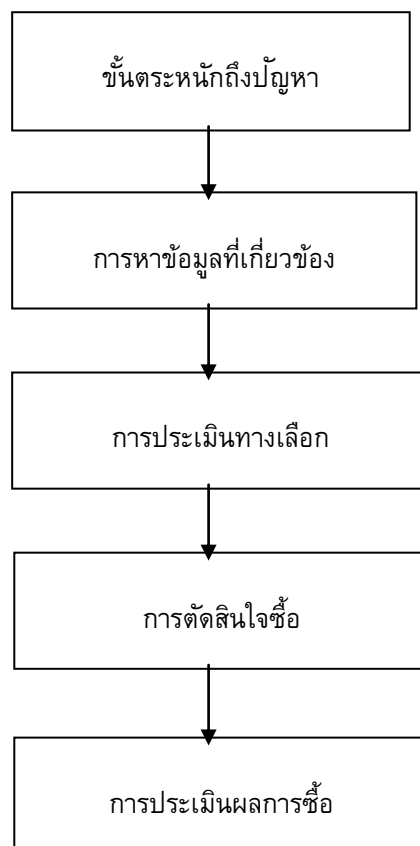 ขั้นตระหนักถึงปัญหา
การหาข้อมูลที่เกี่ยวข้อง
การประเมินทางเลือก
การตัดสินใจซื้อ
การประเมินผลการซื้อ